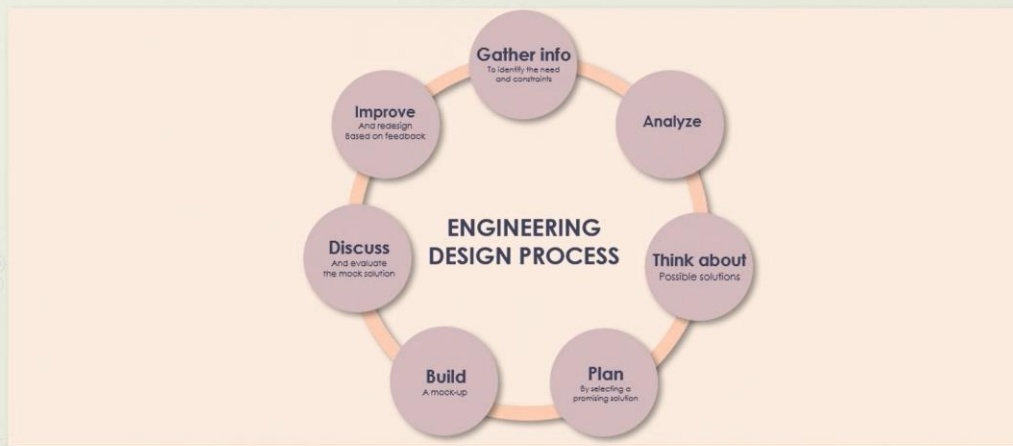 ENGINEERING
DESIGN PROCESS
Gather info
To identify the need
and constraints
Analyze
Think about
Possible solutions
Plan
By selecting a
promising solution
Build
A mock-up
Discuss
And evaluate
the mock solution
Improve
And redesign
Based on feedback